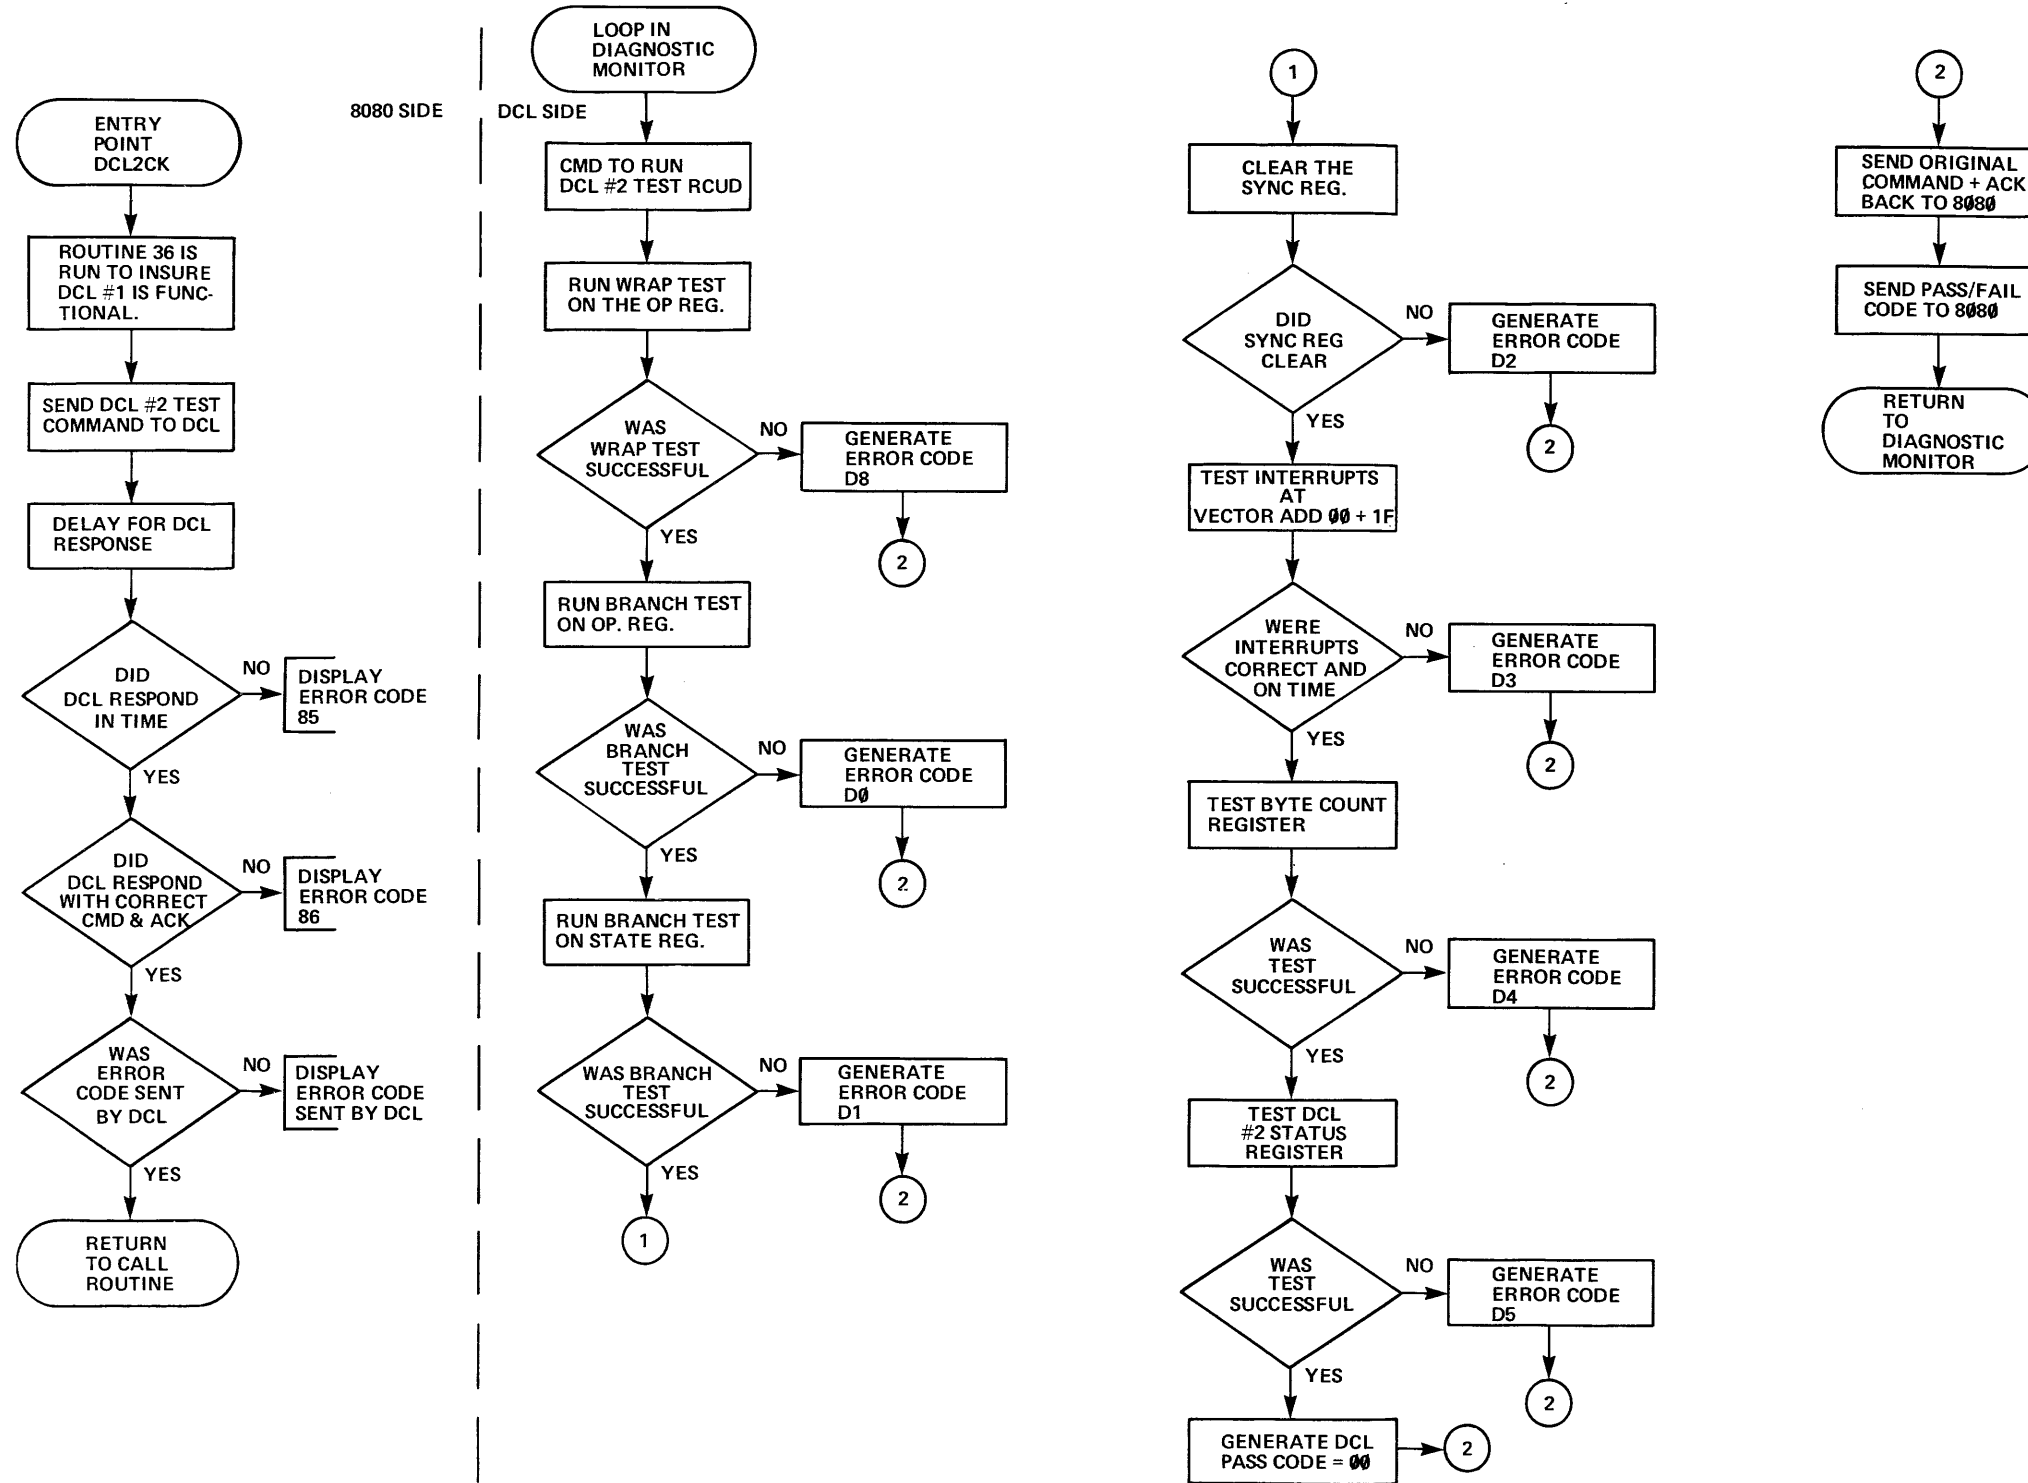 ENTRY
POINT
DCL2CK
ROUTINE 36 IS
RUN TO INSURE
DCL #1 IS FUNC-
TIONAL.
SEND DCL #2 TEST
COMMAND TO DCL
DELAY FOR DCL
RESPONSE
DID
DCL RESPOND
IN TIME
NO
DISPLAY
ERROR CODE
85
YES
DID
DCL RESPOND
WITH CORRECT
CMD & ACK
NO
DISPLAY
ERROR CODE
86
YES
WAS
ERROR
CODE SENT
BY DCL
NO
DISPLAY
ERROR CODE
SENT BY DCL
YES
RETURN
TO CALL
ROUTINE
8080 SIDE
DCL SIDE
LOOP IN
DIAGNOSTIC
MONITOR
CMD TO RUN
DCL #2 TEST RCUD
RUN WRAP TEST
ON THE OP REG.
WAS
WRAP TEST
SUCCESSFUL
NO
GENERATE
ERROR CODE
D8
2
YES
RUN BRANCH TEST
ON OP. REG.
WAS
BRANCH
TEST
SUCCESSFUL
NO
GENERATE
ERROR CODE
DØ
2
YES
RUN BRANCH TEST
ON STATE REG.
WAS BRANCH
TEST
SUCCESSFUL
NO
GENERATE
ERROR CODE
D1
2
YES
1
1
CLEAR THE
SYNC REG.
DID
SYNC REG
CLEAR
NO
GENERATE
ERROR CODE
D2
2
YES
TEST INTERRUPTS
AT
VECTOR ADD ØØ + 1F
WERE
INTERRUPTS
CORRECT AND
ON TIME
NO
GENERATE
ERROR CODE
D3
2
YES
TEST BYTE COUNT
REGISTER
WAS
TEST
SUCCESSFUL
NO
GENERATE
ERROR CODE
D4
2
YES
TEST DCL
#2 STATUS
REGISTER
WAS
TEST
SUCCESSFUL
NO
GENERATE
ERROR CODE
D5
2
YES
GENERATE DCL
PASS CODE = ØØ
2
2
SEND ORIGINAL
COMMAND + ACK
BACK TO 8Ø8Ø
SEND PASS/FAIL
CODE TO 8Ø8Ø
RETURN
TO
DIAGNOSTIC
MONITOR